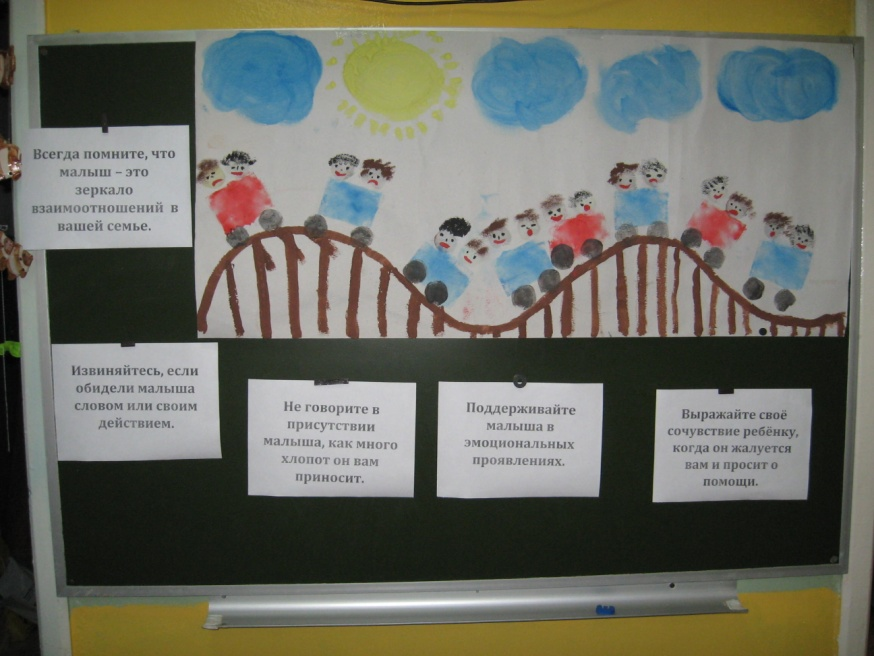 Всегда помните, что
малыш – это
зеркало
взаимоотношений в
вашей семье.
Извиняйтесь, если
обидели малыша
словом или своим
действием.
Не говорите в
присутствии
малыша, как много
хлопот он вам
приносит.
Поддерживайте
малыша в
эмоциональных
проявлениях.
Выражайте своё
сочувствие ребёнку,
когда он жалуется
вам и просит о
помощи.